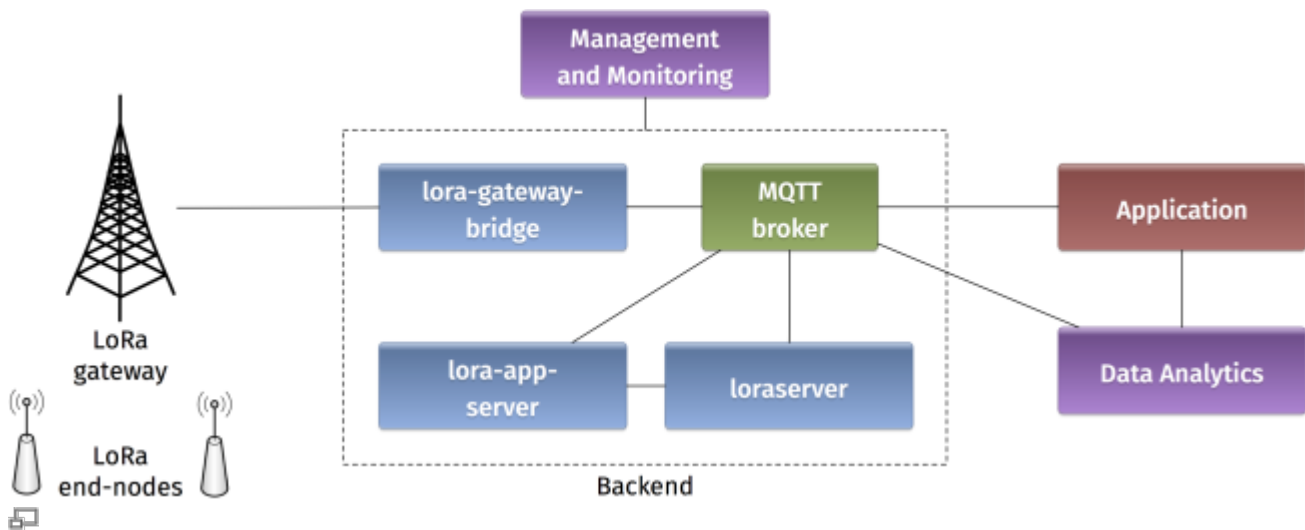 Management
and Monitoring
lora-gateway-
bridge
MQTT
broker
Application
LoRa
gateway
lora-app-
server
loraserver
Data Analytics
LoRa
end-nodes
Backend